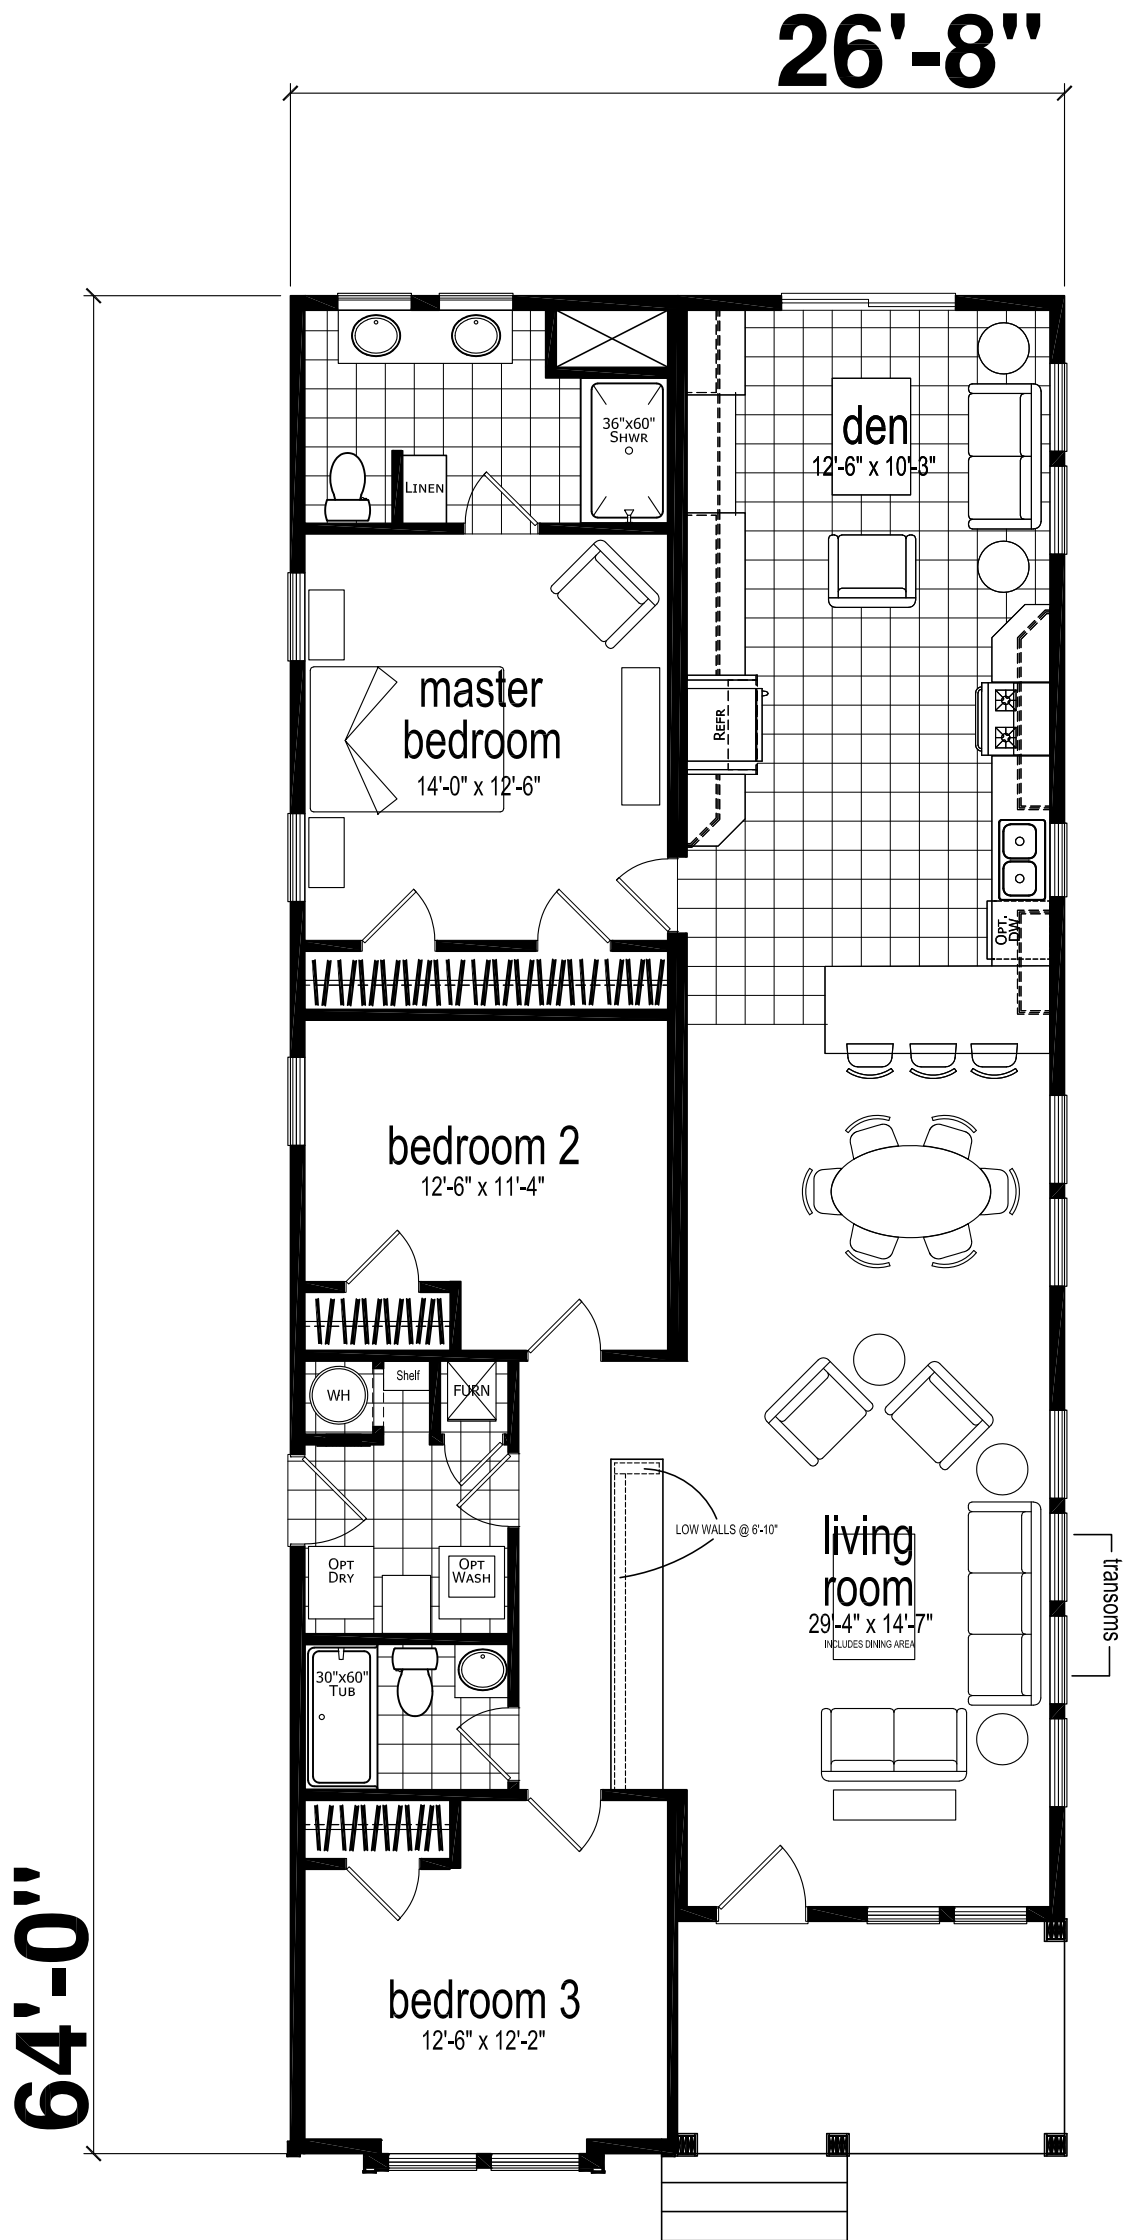 26'-8"
36"x60"
SHWR
den
12'-6" x 10'-3"
LINEN
master
bedroom
14'-0" x 12'-6"
REFR
OPT.
DW
bedroom 2
12'-6" x 11'-4"
WH
Shelf
FURN
LOW WALLS @ 6'-10"
living
room
29'-4" x 14'-7"
INCLUDES DINING AREA
transoms
OPT
DRY
OPT
WASH
30"x60"
TUB
64'-0"
bedroom 3
12'-6" x 12'-2"